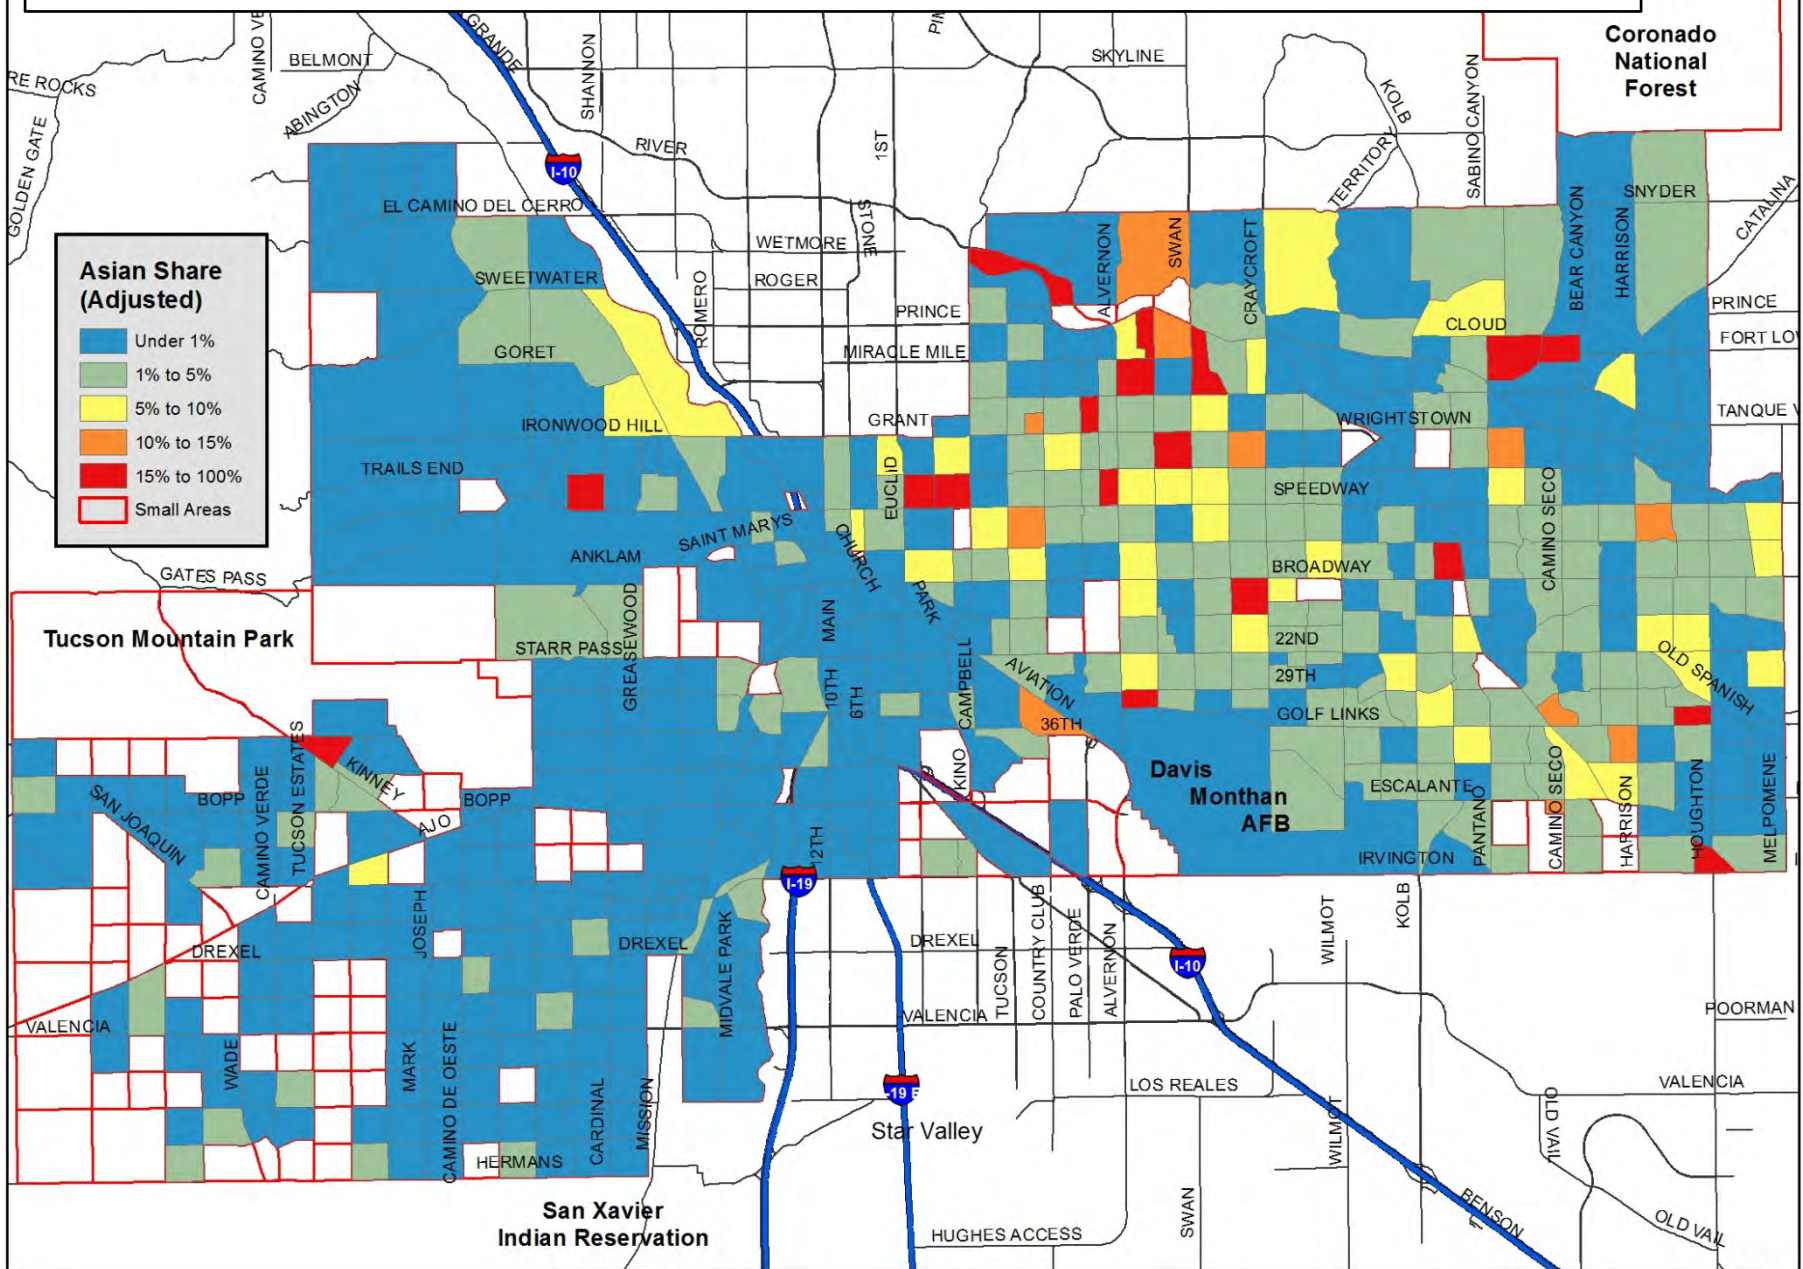 Coronado
National
Forest
CAMINO VE
GRANDE
SHANNON
BELMONT
SKYLINE
KOLB
SABINO CANYON
RE ROCKS
ABINGTON
GOLDEN GATE
RIVER
1ST
TERRITORY
I-10
EL CAMINO DEL CERRO
STONE
WETMORE
ALVERNON
SWAN
CRAYCROFT
BEAR CANYON
HARRISON
SNYDER
CATALINA
Asian Share
(Adjusted)
Under 1%
1% to 5%
5% to 10%
10% to 15%
15% to 100%
Small Areas
SWEETWATER
ROMERO
ROGER
PRINCE
PRINCE
CLOUD
FORT LO
GORET
MIRACLE MILE
IRONWOOD HILL
GRANT
WRIGHTSTOWN
TANQUE V
TRAILS END
EUCLID
SPEEDWAY
CAMINO SECO
SAINT MARYS
CHURCH
ANKLAM
BROADWAY
GATES PASS
GREASEWOOD
PARK
MAIN
Tucson Mountain Park
STARR PASS
22ND
CAMPBELL
AVIATION
29TH
OLD SPANISH
10TH
6TH
36TH
GOLF LINKS
TUCSON ESTATES
KINNEY
KINO
Davis
Monthan
AFB
CAMINO VERDE
BOPP
BOPP
SAN JOAQUIN
AJO
ESCALANTE
PANTANO
CAMINO SECO
HARRISON
HOUGHTON
MELPOMENE
12TH
IRVINGTON
I-19
JOSEPH
DREXEL
DREXEL
MIDVALE PARK
DREXEL
TUCSON
COUNTRY CLUB
PALO VERDE
ALVERNON
I-10
WILMOT
KOLB
VALENCIA
VALENCIA
POORMAN
WADE
MARK
CAMINO DE OESTE
CARDINAL
MISSION
LOS REALES
VALENCIA
Star Valley
WILMOT
OLD VAIL
HERMANS
San Xavier
Indian Reservation
HUGHES ACCESS
SWAN
BENSON
OLD VAIL